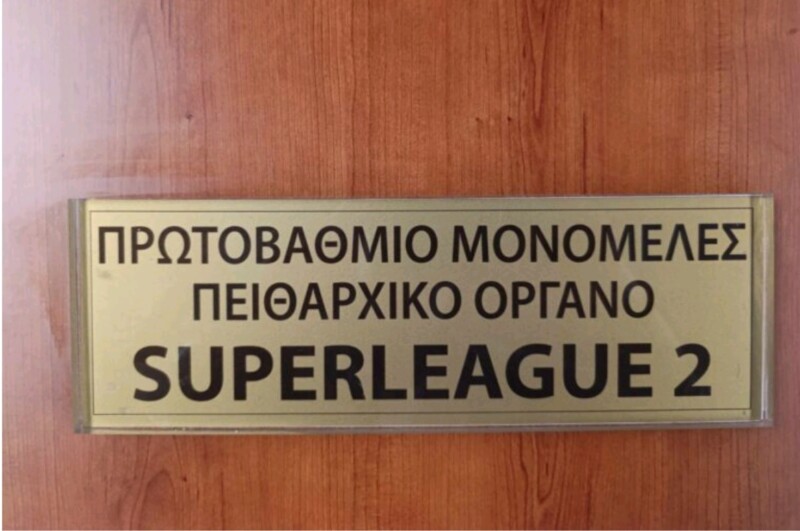 ΠΡΩΤΟΒΑΘΜΙΟ ΜΟΝΟΜΕΛΕΣ
ΠΕΙΘΑΡΧΙΚΟ ΟΡΓΑΝΟ
SUPERLEAGUE 2